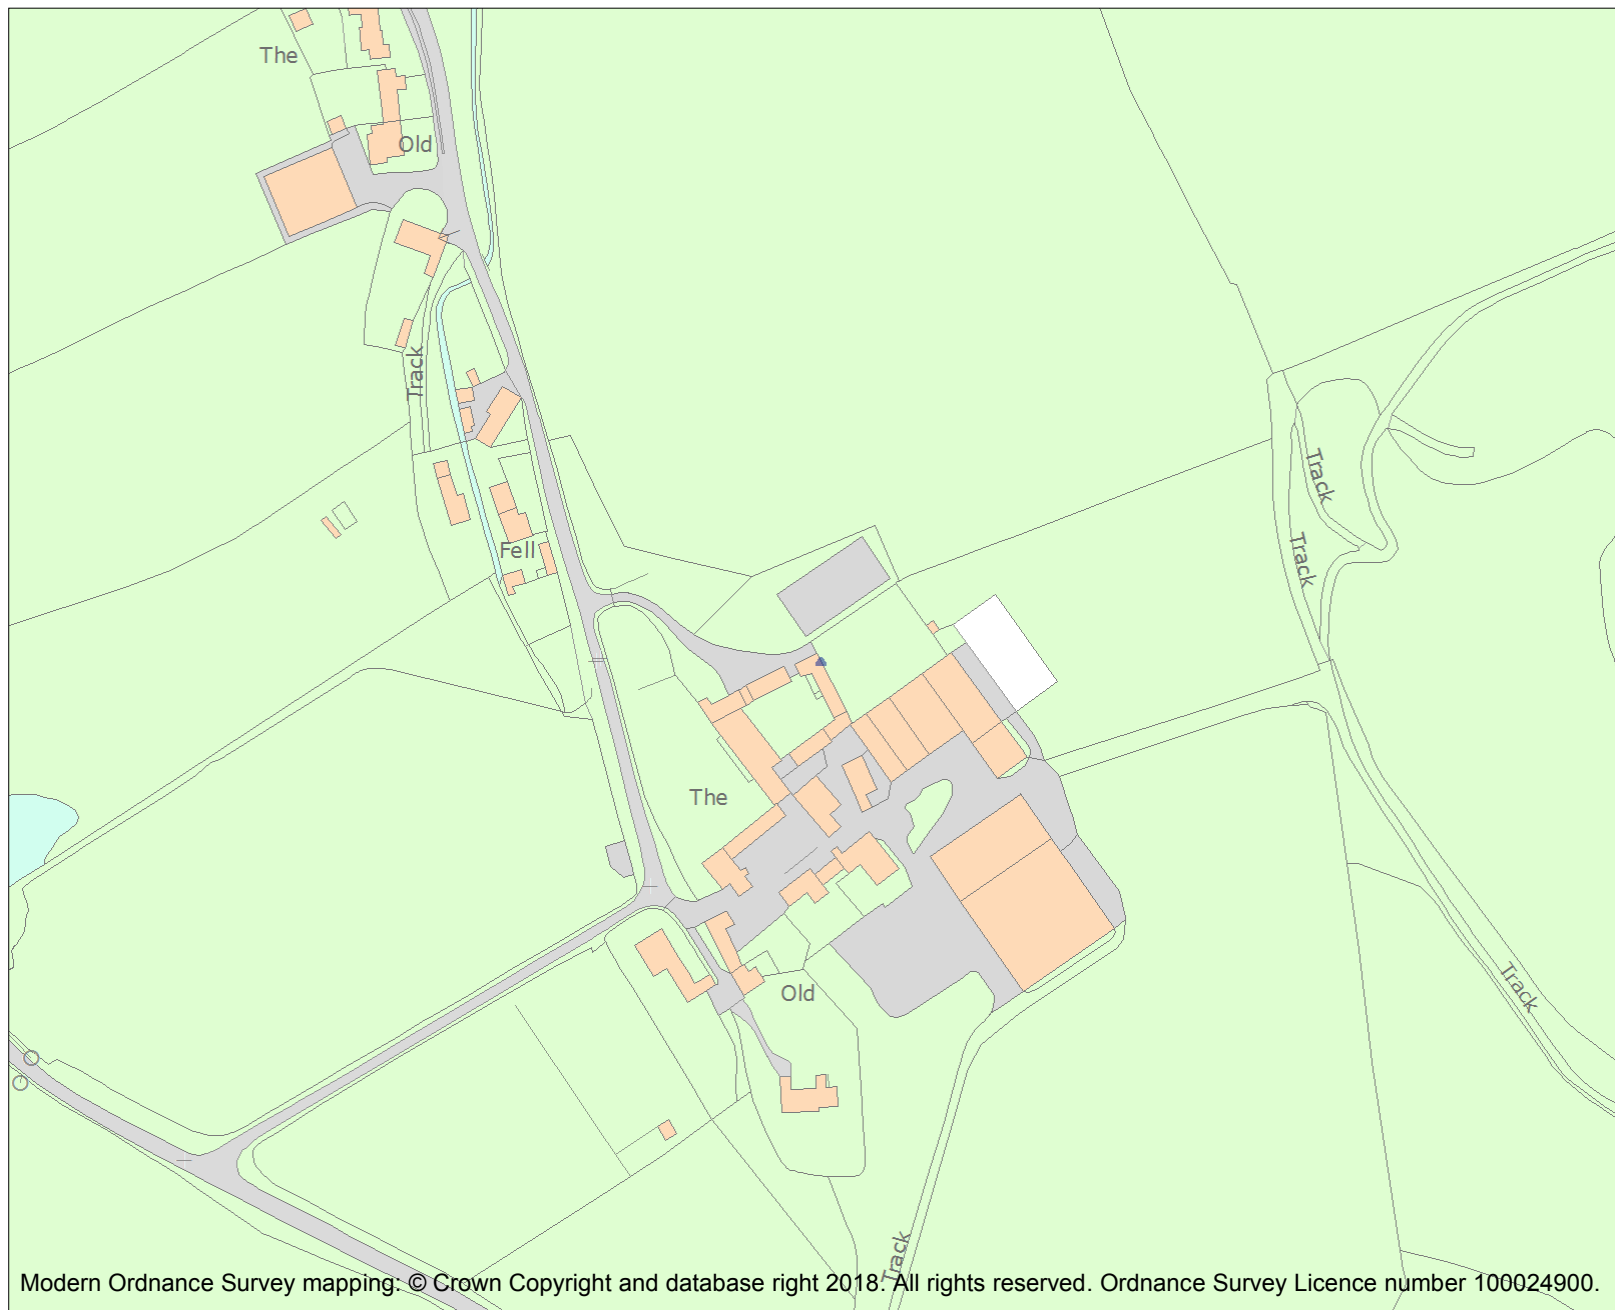 The
Old
Track
Fell
Track
Track
The
Old
Track
Track
Modern Ordnance Survey mapping: © Crown Copyright and database right 2018. All rights reserved. Ordnance Survey Licence number 100024900.